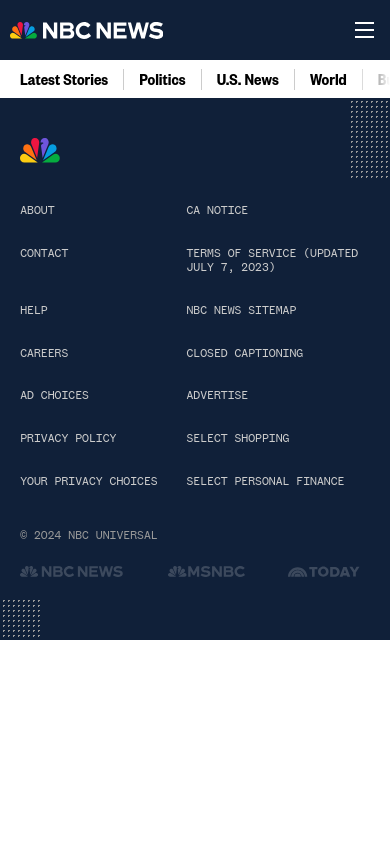 NBC NEWS
Latest Stories
Politics
U.S. News
World
ABOUT
CA NOTICE
CONTACT
TERMS OF SERVICE (UPDATED
JULY 7, 2023)
HELP
NBC NEWS SITEMAP
CAREERS
CLOSED CAPTIONING
AD CHOICES
ADVERTISE
PRIVACY POLICY
SELECT SHOPPING
YOUR PRIVACY CHOICES
SELECT PERSONAL FINANCE
© 2024 NBC UNIVERSAL
NBC NEWS
MSNBC
TODAY